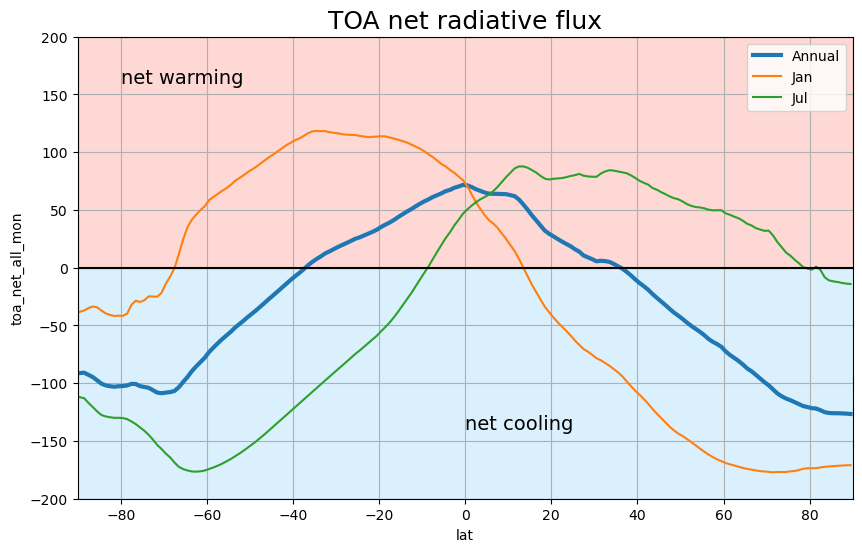 TOA net radiative flux
200
150
100
50
0
−50
−100
−150
−200
toa_net_all_mon
net warming
Annual
Jan
Jul
net cooling
−80
−60
−40
−20
0
20
40
60
80
lat